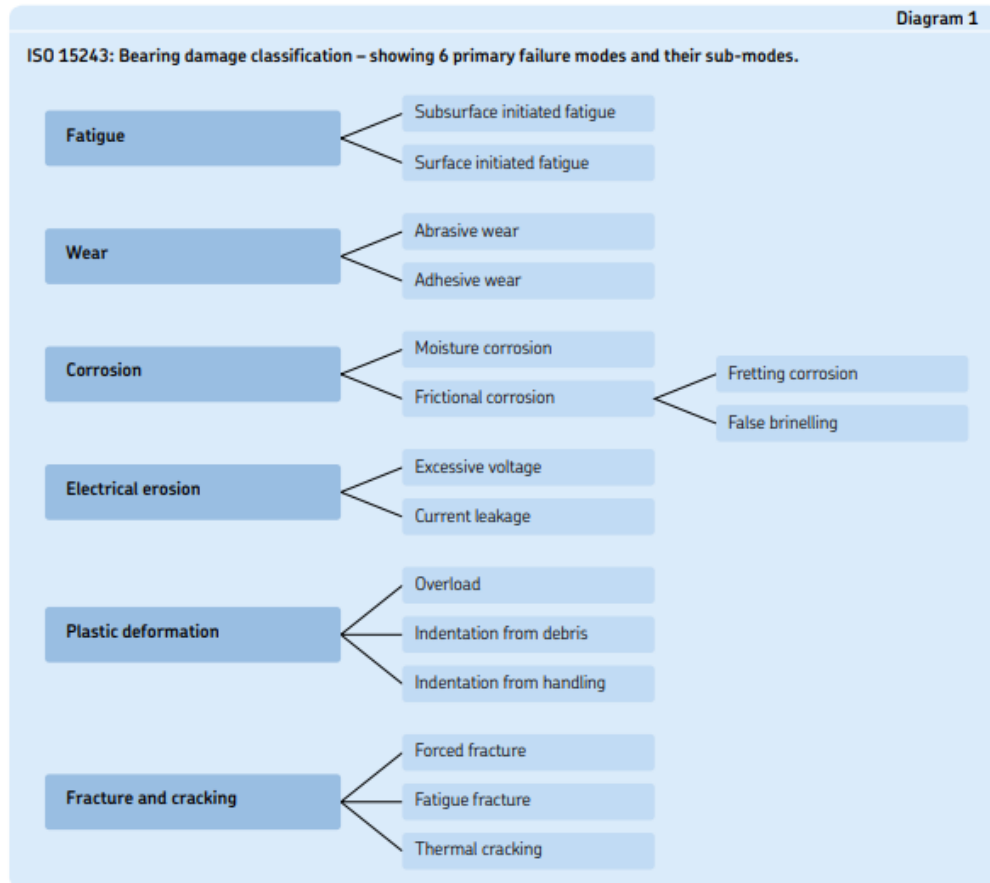 Diagram 1
ISO 15243: Bearing damage classification – showing 6 primary failure modes and their sub-modes.
Fatigue
Subsurface initiated fatigue
Surface initiated fatigue
Wear
Abrasive wear
Adhesive wear
Corrosion
Moisture corrosion
Frictional corrosion
Fretting corrosion
False brinelling
Electrical erosion
Excessive voltage
Current leakage
Plastic deformation
Overload
Indentation from debris
Indentation from handling
Fracture and cracking
Forced fracture
Fatigue fracture
Thermal cracking